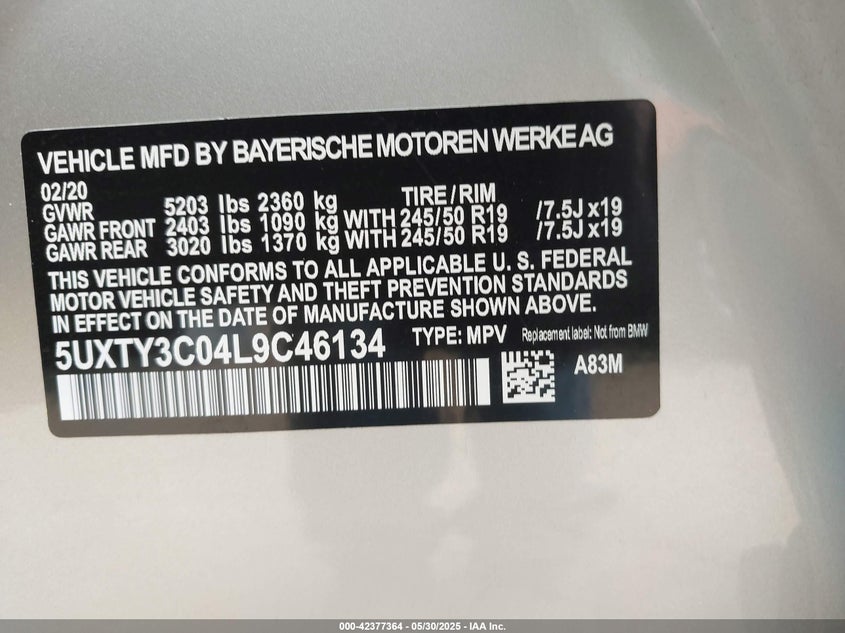 VEHICLE MFD BY BAYERISCHE MOTOREN WERKE AG
02/20 TIRE/RIM
GVWR 5203 lbs 2360 kg
GAWR FRONT 2403 lbs 1090 kg WITH 245/50 R19 /7.5J x19
GAWR REAR 3020 lbs 1370 kg WITH 245/50 R19 /7.5J x19
THIS VEHICLE CONFORMS TO ALL APPLICABLE U. S. FEDERAL
MOTOR VEHICLE SAFETY AND THEFT PREVENTION STANDARDS
IN EFFECT ON THE DATE OF MANUFACTURE SHOWN ABOVE.
5UXTY3C04L9C46134 TYPE: MPV Replacement label: Not from BMW
A83M
000-42377364 - 05/30/2025 - IAA Inc.